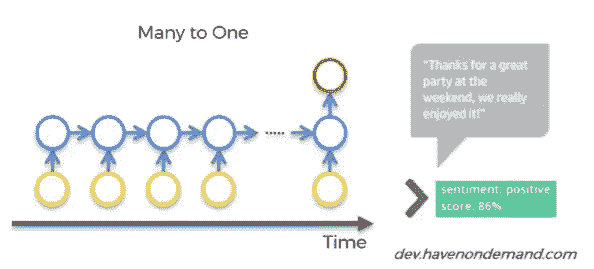 Many to One
"Thanks for a great
party at the
weekend, we really
enjoyed it!"
sentiment: positive
score: 86%
Time
dev.havenondemand.com